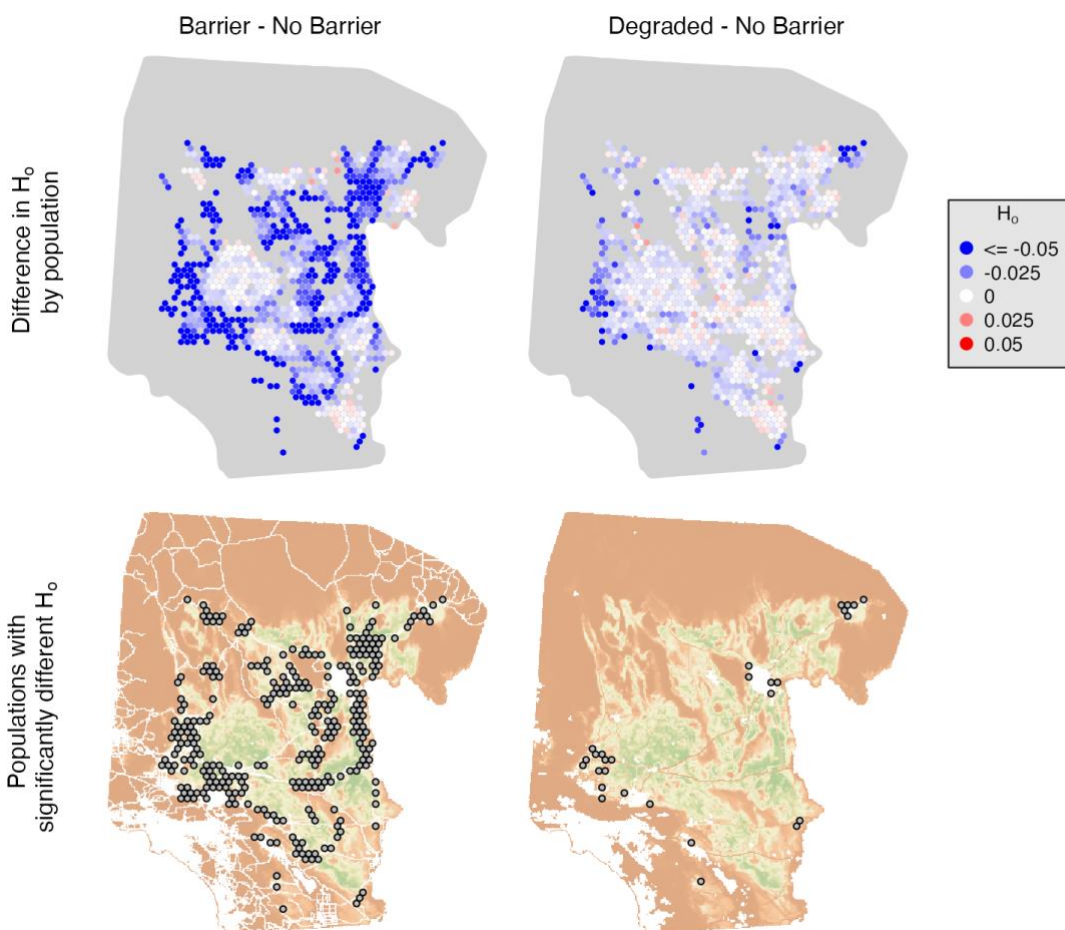 Barrier - No Barrier
Degraded - No Barrier
Difference in Ho
by population
Ho
<= -0.05
-0.025
0
0.025
0.05
Populations with
significantly different Ho